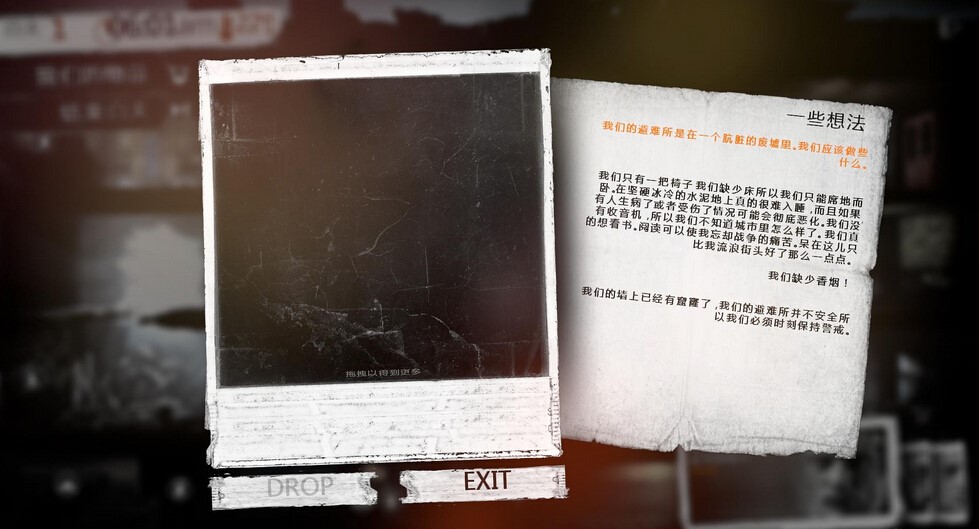 1
06:01
我们的物品
一些想法
我们的避难所是在一个肮脏的废墟里。我们应该做些
什么。
我们只有一把椅子我们缺少床所以我们只能席地而
卧。在坚硬冰冷的水泥地上真的很难入睡，而且如果
有人生病了或者受伤了情况可能会彻底恶化。我们没
有收音机，所以我们不知道城市里怎么样了。我们真
的想看书。阅读可以使我忘却战争的痛苦。呆在这儿只
比我流浪街头好了那么一点点。
我们缺少香烟！
我们的墙上已经有窟窿了，我们的避难所并不安全所
以我们必须时刻保持警戒。
拖拽以得到更多
DROP
EXIT